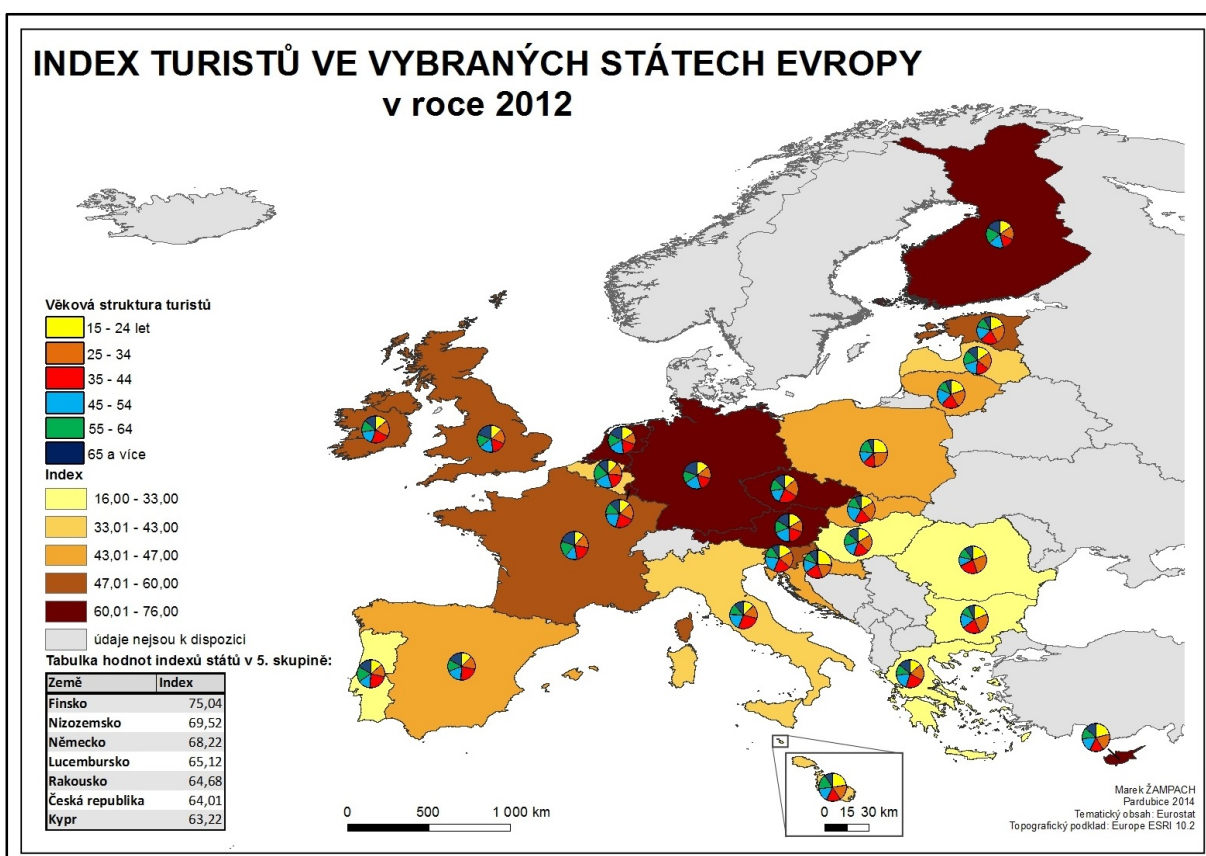 INDEX TURISTŮ VE VYBRANÝCH STÁTECH EVROPY
v roce 2012
Věková struktura turistů
15 - 24 let
25 - 34
35 - 44
45 - 54
55 - 64
65 a více
Index
16,00 - 33,00
33,01 - 43,00
43,01 - 47,00
47,01 - 60,00
60,01 - 76,00
údaje nejsou k dispozici
Tabulka hodnot indexů států v 5. skupině:
Země Index
Finsko 75,04
Nizozemsko 69,52
Německo 68,22
Lucembursko 65,12
Rakousko 64,68
Česká republika 64,01
Kypr 63,22
0 500 1 000 km
0 15 30 km
Marek ŽAMPACH
Pardubice 2014
Tematický obsah: Eurostat
Topografický podklad: Europe ESRI 10.2